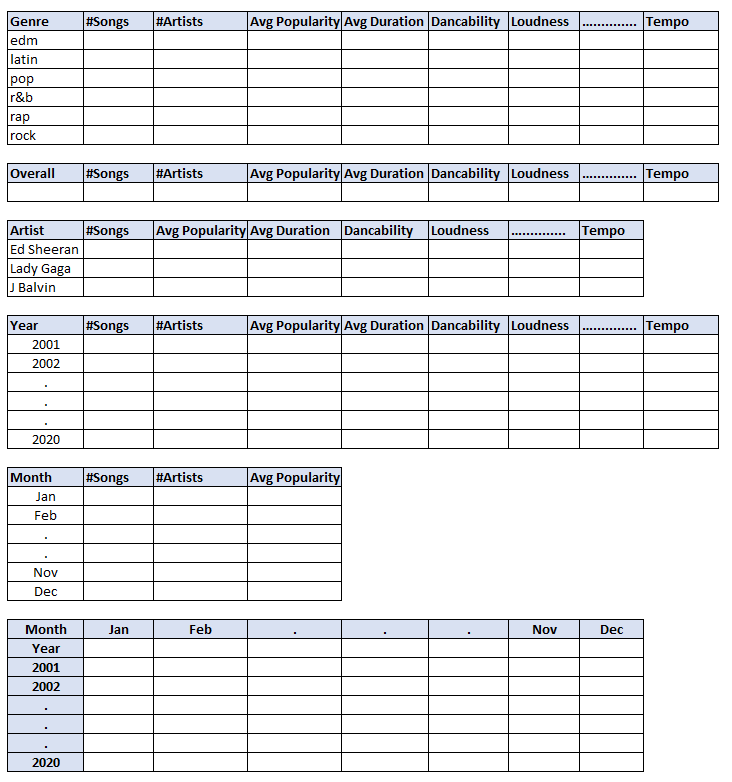 Genre #Songs #Artists Avg Popularity Avg Duration Dancability Loudness .............. Tempo
edm
latin
pop
r&b
rap
rock
Overall #Songs #Artists Avg Popularity Avg Duration Dancability Loudness .............. Tempo
Artist #Songs Avg Popularity Avg Duration Dancability Loudness .............. Tempo
Ed Sheeran
Lady Gaga
J Balvin
Year #Songs #Artists Avg Popularity Avg Duration Dancability Loudness .............. Tempo
2001
2002
.
.
.
2020
Month #Songs #Artists Avg Popularity
Jan
Feb
.
.
Nov
Dec
Month Jan Feb . . . Nov Dec
Year
2001
2002
.
.
.
2020